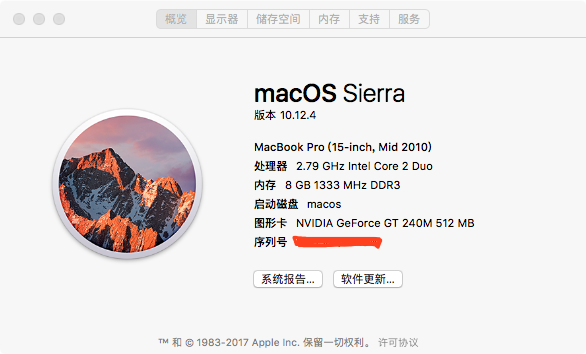 概览 显示器 储存空间 内存 支持 服务
macOS Sierra
版本 10.12.4
MacBook Pro (15-inch, Mid 2010)
处理器 2.79 GHz Intel Core 2 Duo
内存 8 GB 1333 MHz DDR3
启动磁盘 macos
图形卡 NVIDIA GeForce GT 240M 512 MB
序列号
系统报告... 软件更新...
™ 和 © 1983-2017 Apple Inc. 保留一切权利。 许可协议